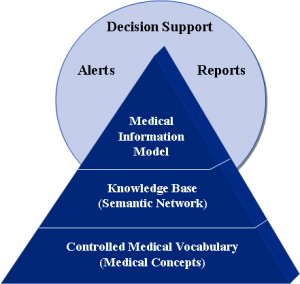 Decision Support
Alerts
Reports
Medical
Information
Model
Knowledge Base
(Semantic Network)
Controlled Medical Vocabulary
(Medical Concepts)